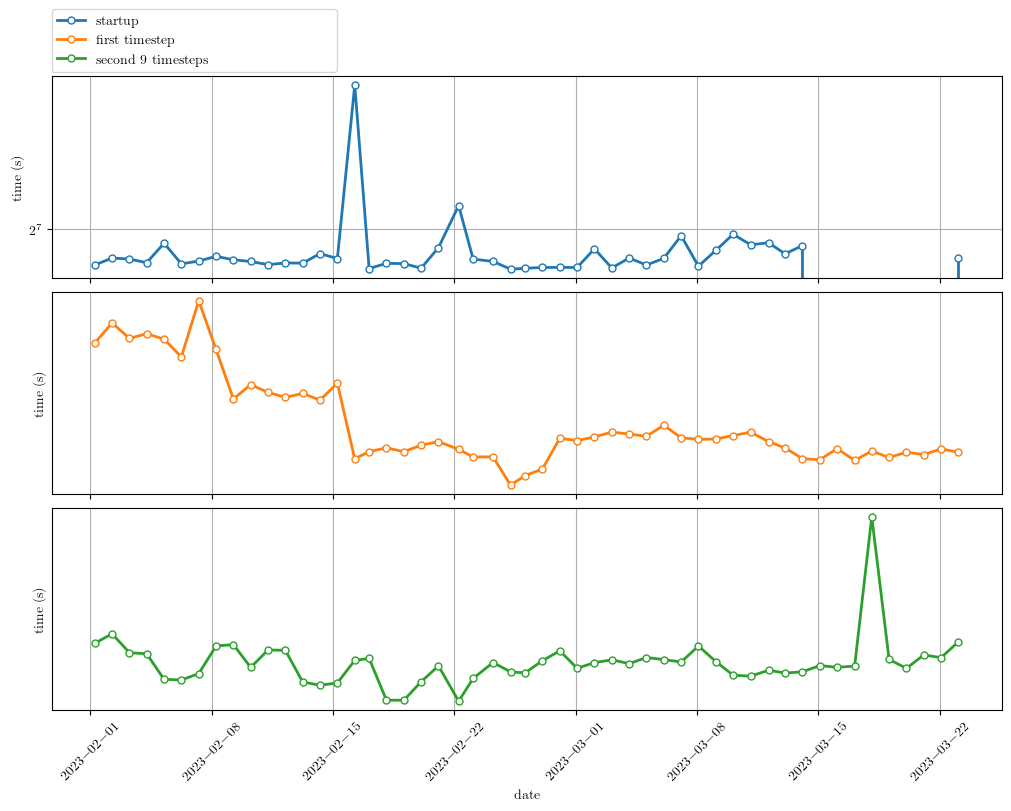 startup
first timestep
second 9 timesteps
time (s)
2^7
time (s)
time (s)
2023−02−01
2023−02−08
2023−02−15
2023−02−22
2023−03−01
2023−03−08
2023−03−15
2023−03−22
date